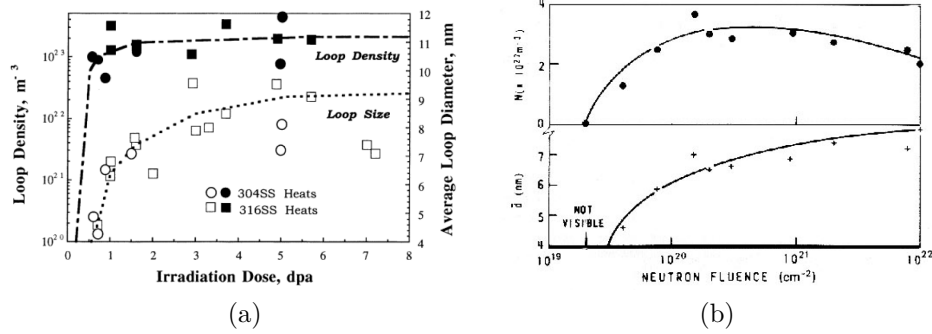 Loop Density, m⁻³
10²³
10²²
10²¹
10²⁰
12
11
10
9
8
7
6
5
4
Average Loop Diameter, nm
Loop Density
Loop Size
304SS Heats
316SS Heats
0 1 2 3 4 5 6 7 8
Irradiation Dose, dpa
(a)
4
2
0
7
6
5
4
d̄ (nm)
NOT
VISIBLE
10¹⁹ 10²⁰ 10²¹ 10²²
NEUTRON FLUENCE (cm⁻²)
(b)